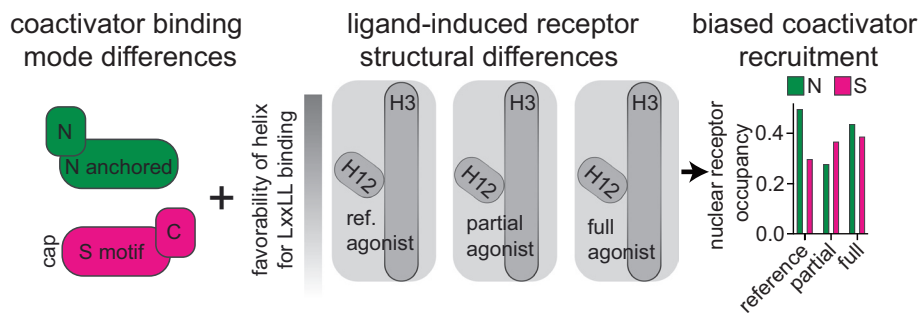 coactivator binding
mode differences
N
N anchored
cap
S motif
C
+
favorability of helix
for LxxLL binding
ligand-induced receptor
structural differences
H3
H12
ref.
agonist
H3
H12
partial
agonist
H3
H12
full
agonist
biased coactivator
recruitment
N
S
nuclear receptor
occupancy
0.4
0.2
0.0
reference
partial
full